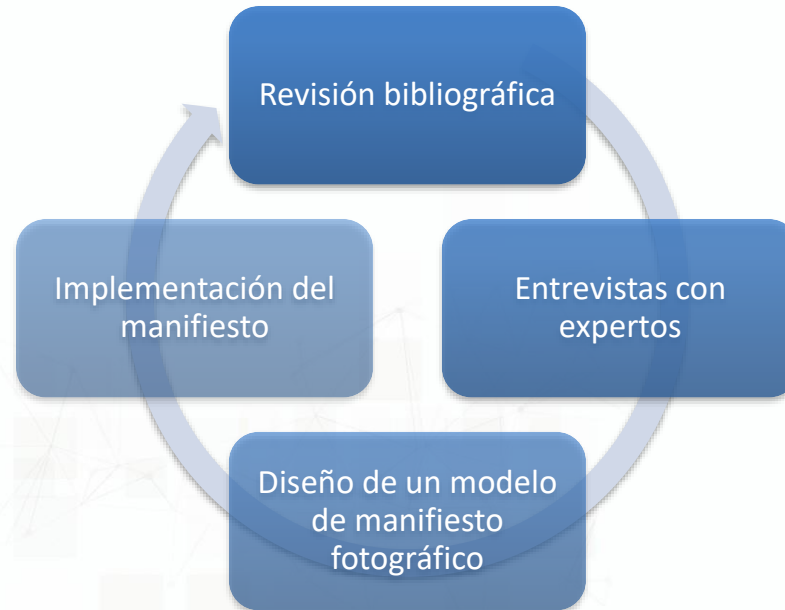 Revisión bibliográfica
Entrevistas con
expertos
Diseño de un modelo
de manifiesto
fotográfico
Implementación del
manifiesto